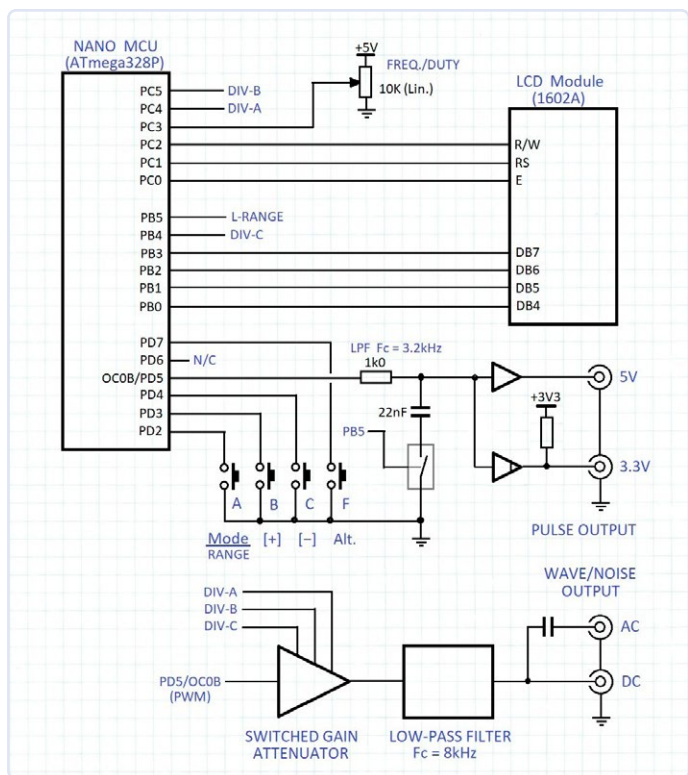 NANO MCU
(ATmega328P)
+5V
FREQ./DUTY
10K (Lin.)
LCD Module
(1602A)
PC5
DIV-B
PC4
DIV-A
PC3
PC2
R/W
PC1
RS
PC0
E
PB5
L-RANGE
PB4
DIV-C
PB3
DB7
PB2
DB6
PB1
DB5
PB0
DB4
PD7
PD6
N/C
OC0B/PD5
PD4
PD3
PD2
LPF Fc = 3.2kHz
1k0
22nF
PB5
5V
+3V3
3.3V
PULSE OUTPUT
A B C F
Mode [+] [−] Alt.
RANGE
WAVE/NOISE
OUTPUT
DIV-A
DIV-B
DIV-C
AC
PD5/OC0B
(PWM)
DC
SWITCHED GAIN
ATTENUATOR
LOW-PASS FILTER
Fc = 8kHz